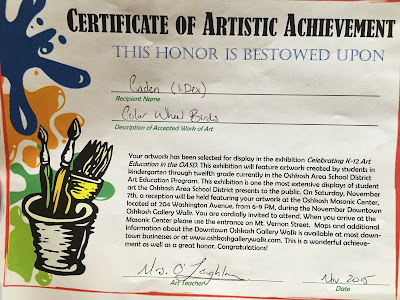 CERTIFICATE OF ARTISTIC ACHIEVEMENT
THIS HONOR IS BESTOWED UPON
Caden
Recipient Name
Color Wheel Birds
Description of Accepted Work of Art
Your artwork has been selected for display in the exhibition Celebrating K-12 Art
Education in the OASD. This exhibition will feature artwork created by students in
kindergarten through twelfth grade currently in the Oshkosh Area School District
Art Education Program. This exhibition is one the most extensive displays of student
art the Oshkosh Area School District presents to the public. On Saturday, November
7th, a reception will be held featuring your artwork at the Oshkosh Masonic Center,
located at 204 Washington Avenue, from 6-9 PM, during the November Downtown
Oshkosh Gallery Walk. You are cordially invited to attend. When you arrive at the
Masonic Center please use the entrance on Mt. Vernon Street. Maps and additional
information about the Downtown Oshkosh Gallery Walk is available at most down-
town businesses or at www.oshkoshgallerywalk.com. This is a wonderful achieve-
ment as well as a great honor. Congratulations!
Mrs. O'Laughlin
Art Teacher
Nov. 2015
Date